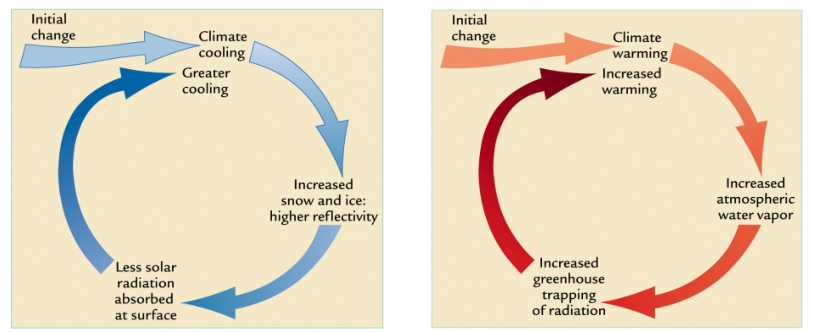 Initial
change
Climate
cooling
Greater
cooling
Increased
snow and ice:
higher reflectivity
Less solar
radiation
absorbed
at surface
Initial
change
Climate
warming
Increased
warming
Increased
atmospheric
water vapor
Increased
greenhouse
trapping
of radiation